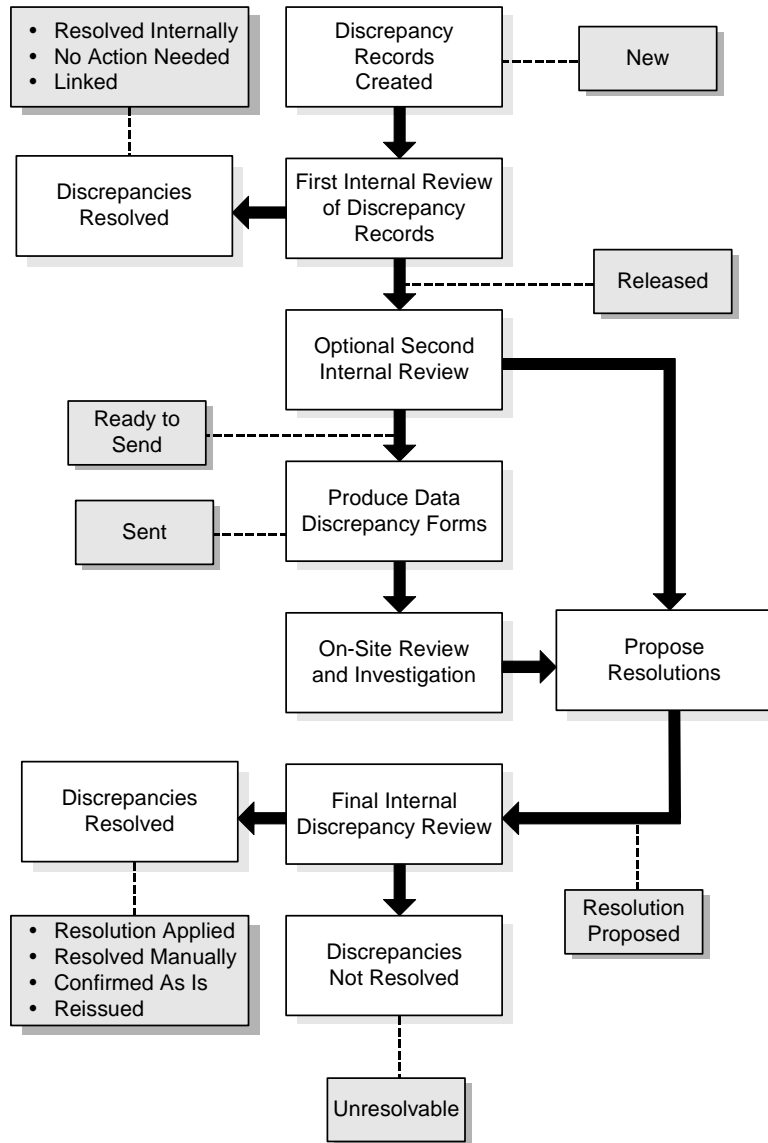 • Resolved Internally
• No Action Needed
• Linked
Discrepancy
Records
Created
New
Discrepancies
Resolved
First Internal Review
of Discrepancy
Records
Released
Optional Second
Internal Review
Ready to
Send
Produce Data
Discrepancy Forms
Sent
On-Site Review
and Investigation
Propose
Resolutions
Discrepancies
Resolved
Final Internal
Discrepancy Review
Resolution
Proposed
• Resolution Applied
• Resolved Manually
• Confirmed As Is
• Reissued
Discrepancies
Not Resolved
Unresolvable